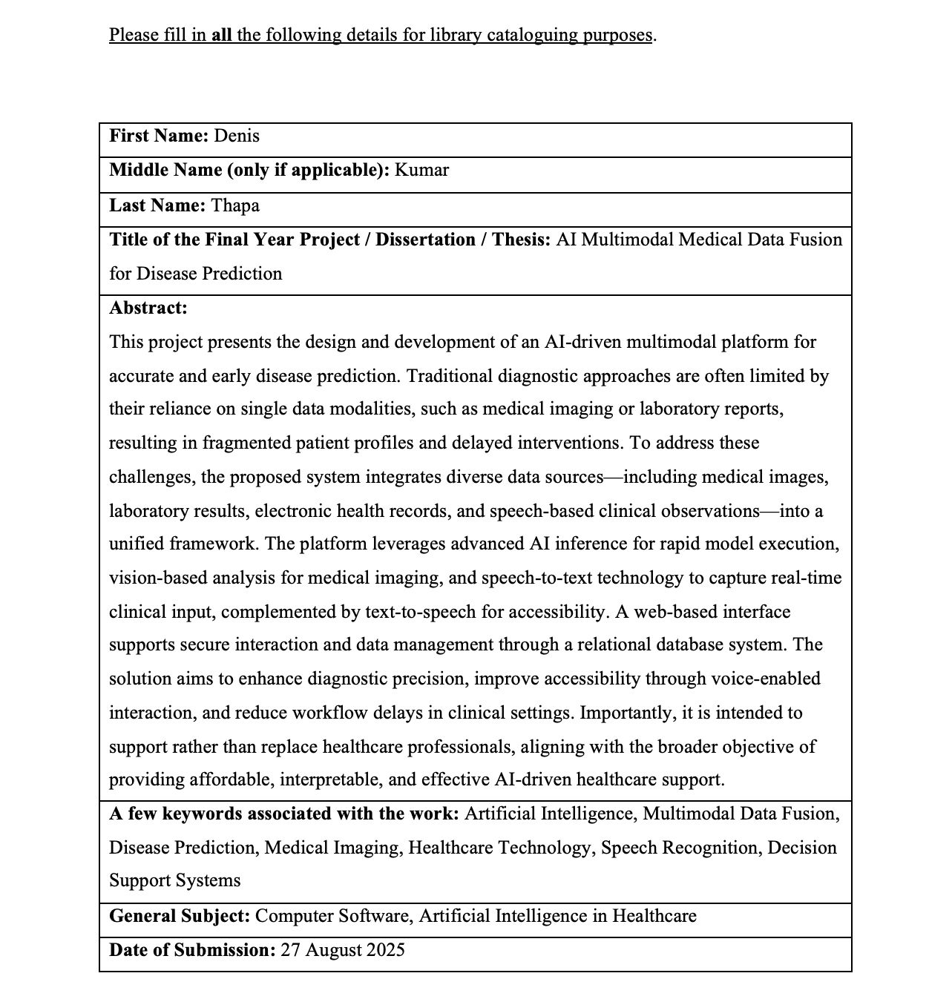 Please fill in all the following details for library cataloguing purposes.
First Name: Denis
Middle Name (only if applicable): Kumar
Last Name: Thapa
Title of the Final Year Project / Dissertation / Thesis: AI Multimodal Medical Data Fusion
for Disease Prediction
Abstract:
This project presents the design and development of an AI-driven multimodal platform for
accurate and early disease prediction. Traditional diagnostic approaches are often limited by
their reliance on single data modalities, such as medical imaging or laboratory reports,
resulting in fragmented patient profiles and delayed interventions. To address these
challenges, the proposed system integrates diverse data sources—including medical images,
laboratory results, electronic health records, and speech-based clinical observations—into a
unified framework. The platform leverages advanced AI inference for rapid model execution,
vision-based analysis for medical imaging, and speech-to-text technology to capture real-time
clinical input, complemented by text-to-speech for accessibility. A web-based interface
supports secure interaction and data management through a relational database system. The
solution aims to enhance diagnostic precision, improve accessibility through voice-enabled
interaction, and reduce workflow delays in clinical settings. Importantly, it is intended to
support rather than replace healthcare professionals, aligning with the broader objective of
providing affordable, interpretable, and effective AI-driven healthcare support.
A few keywords associated with the work: Artificial Intelligence, Multimodal Data Fusion,
Disease Prediction, Medical Imaging, Healthcare Technology, Speech Recognition, Decision
Support Systems
General Subject: Computer Software, Artificial Intelligence in Healthcare
Date of Submission: 27 August 2025